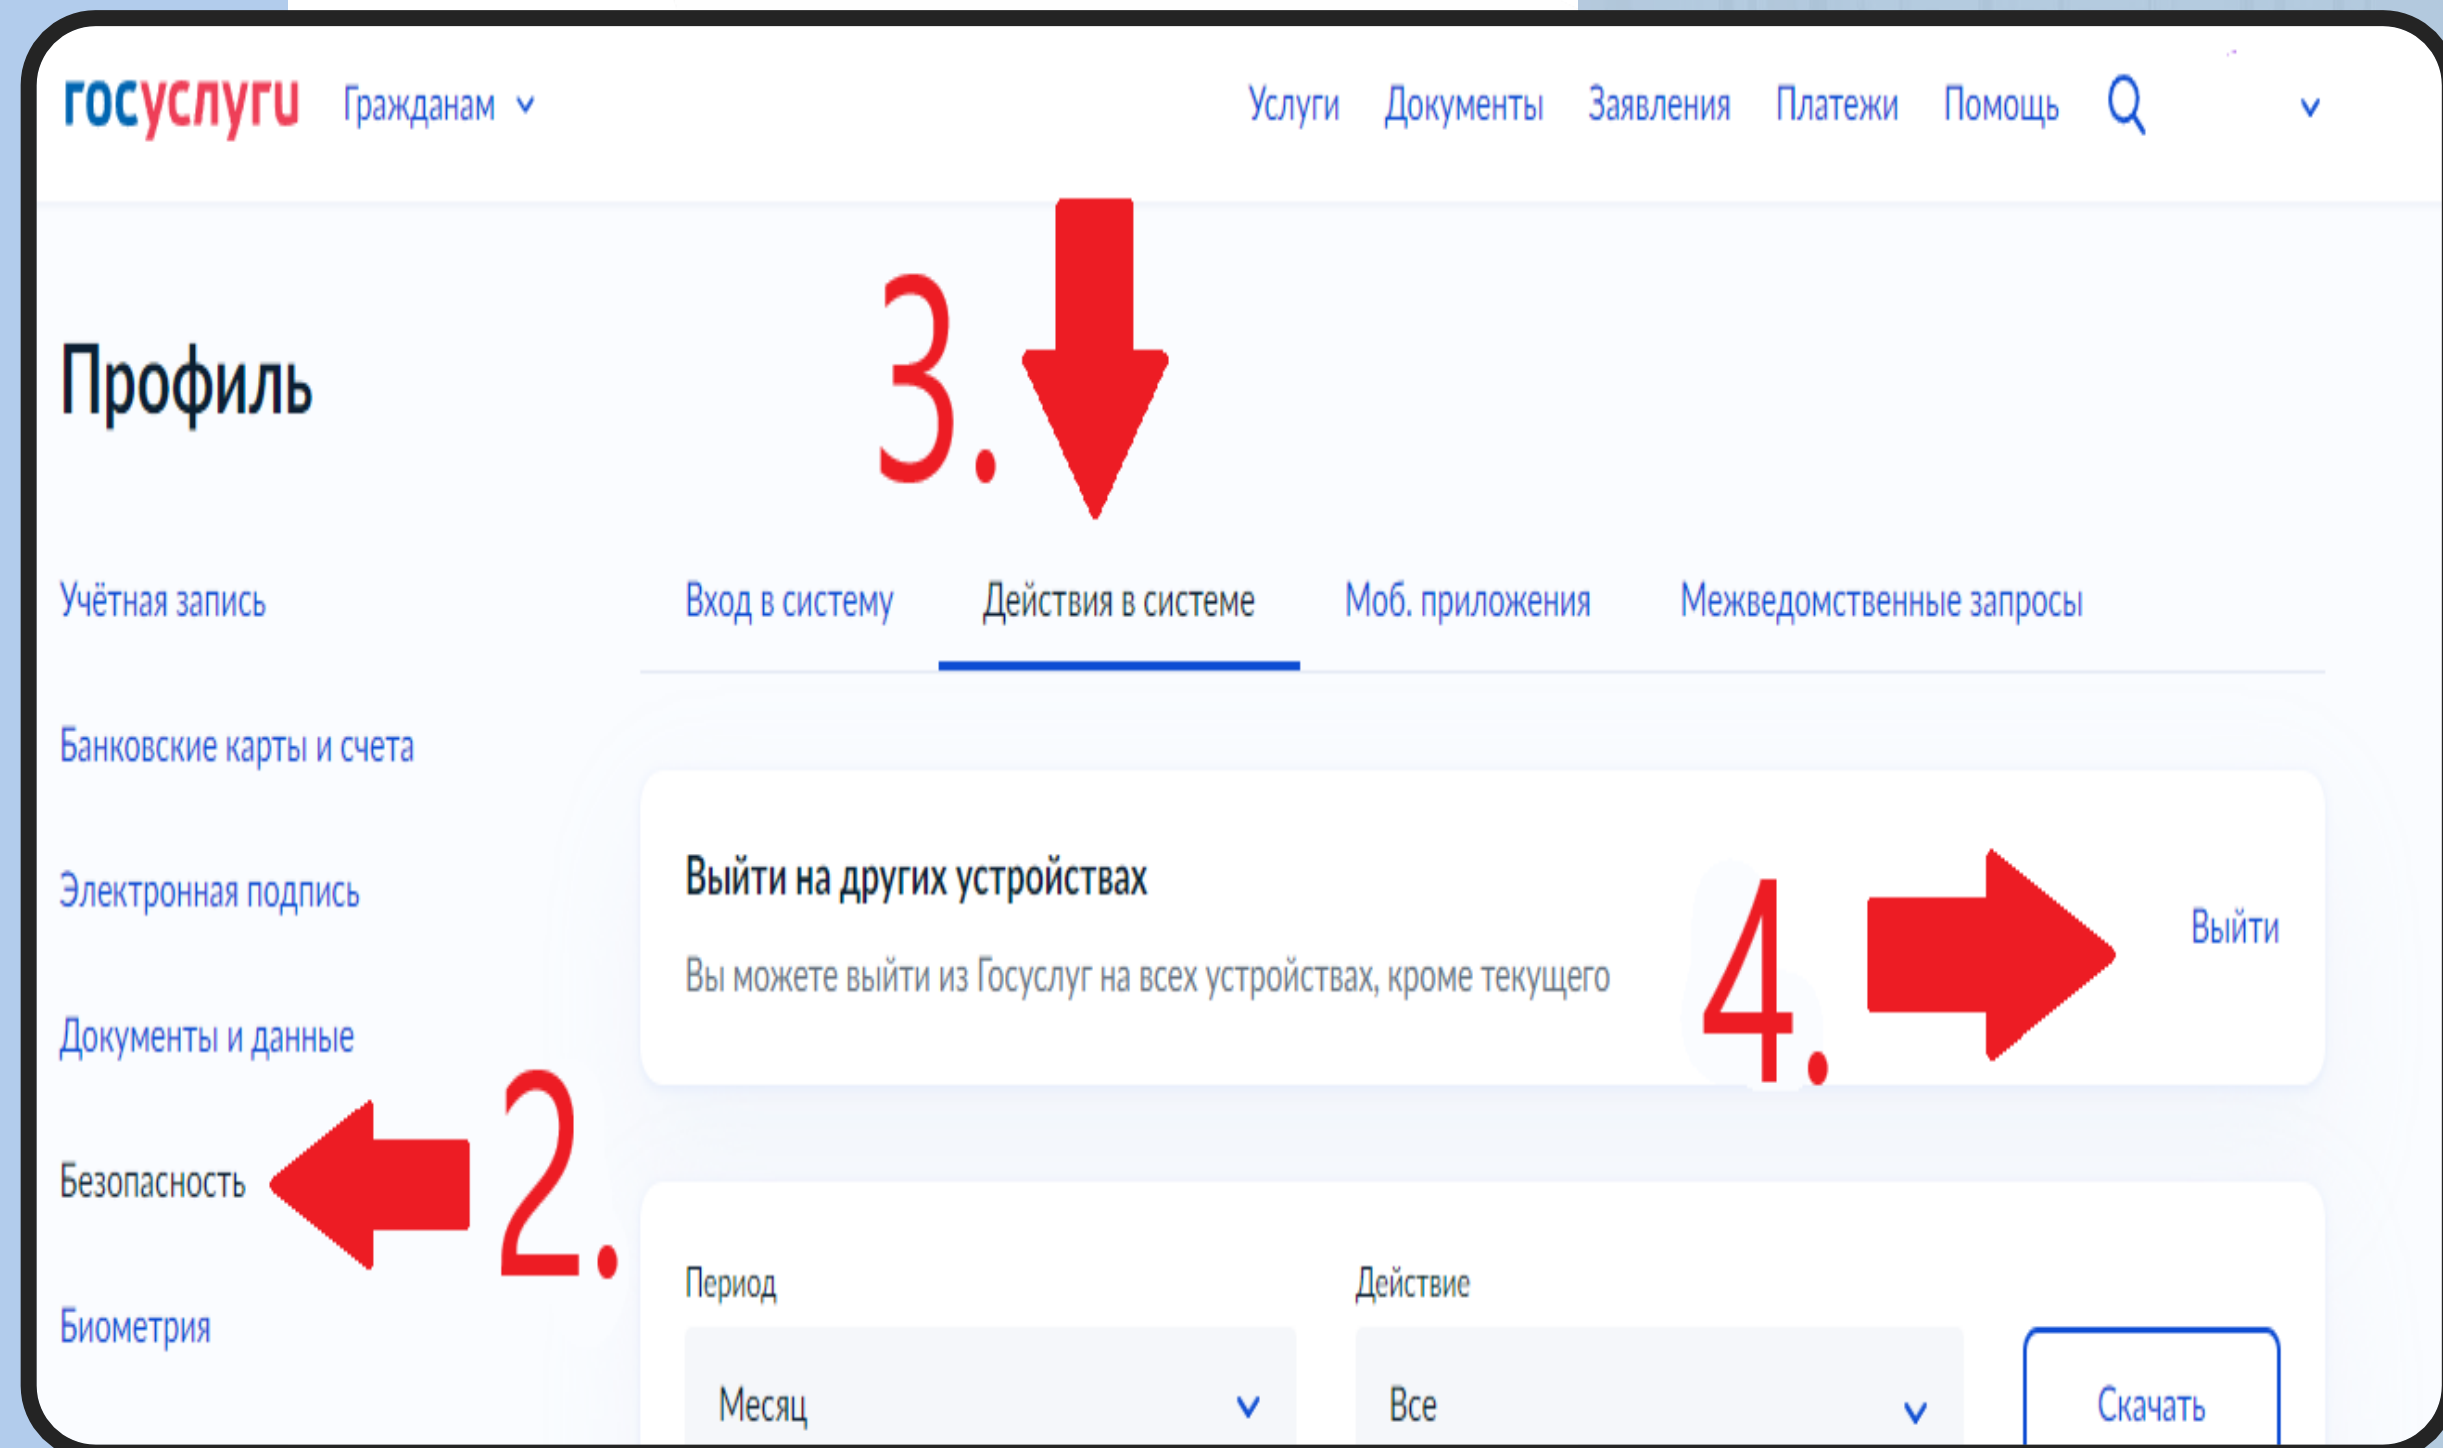 госуслуги Гражданам Услуги Документы Заявления Платежи Помощь
3.
Профиль
Учётная запись
Вход в систему Действия в системе Моб. приложения Межведомственные запросы
Банковские карты и счета
Выйти на других устройствах
Электронная подпись
4.
Выйти
Вы можете выйти из Госуслуг на всех устройствах, кроме текущего
Документы и данные
Безопасность
2.
Период Действие
Биометрия
Месяц Все Скачать